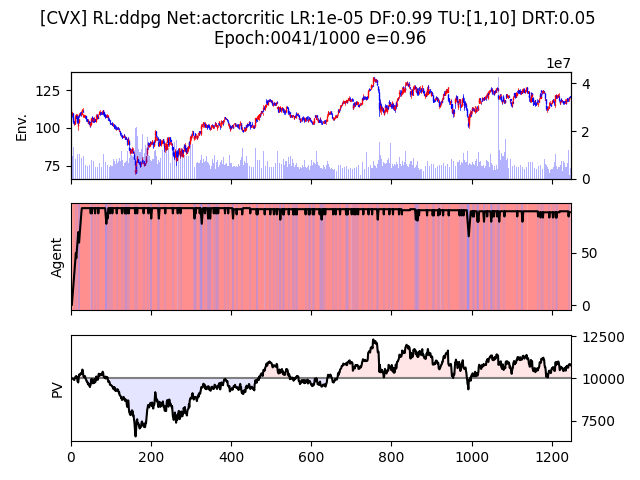 [CVX] RL:ddpg Net:actorcritic LR:1e-05 DF:0.99 TU:[1,10] DRT:0.05
Epoch:0041/1000 e=0.96
1e7
125
100
75
Env.
4
2
0
Agent
50
0
PV
12500
10000
7500
0 200 400 600 800 1000 1200